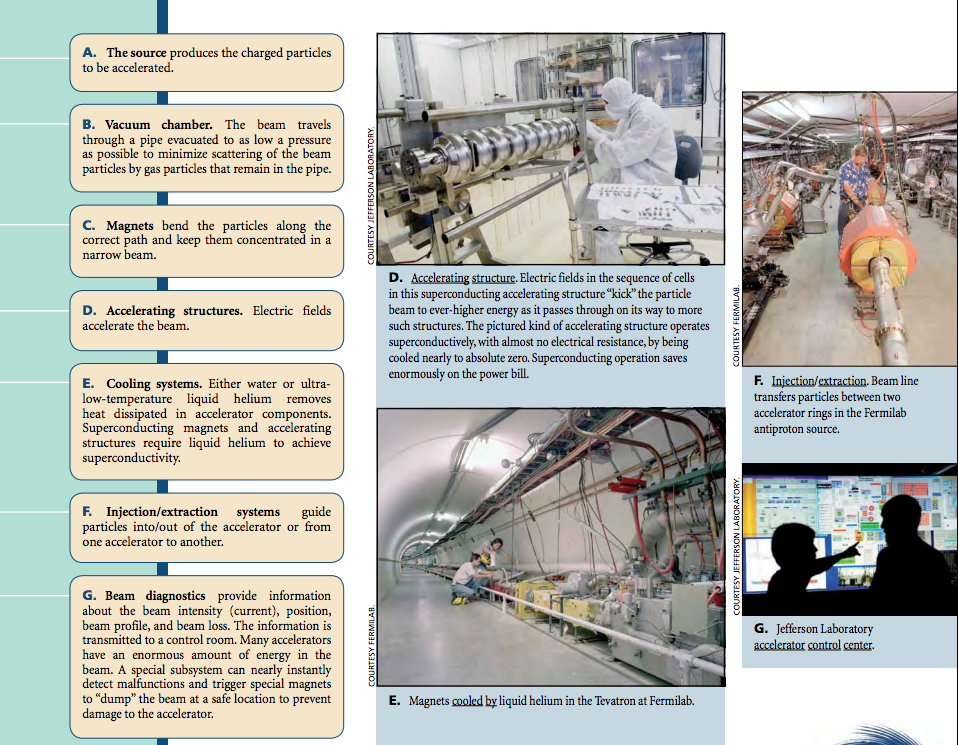 A. The source produces the charged particles
to be accelerated.
B. Vacuum chamber. The beam travels
through a pipe evacuated to as low a pressure
as possible to minimize scattering of the beam
particles by gas particles that remain in the pipe.
C. Magnets bend the particles along the
correct path and keep them concentrated in a
narrow beam.
D. Accelerating structures. Electric fields
accelerate the beam.
E. Cooling systems. Either water or ultra-
low-temperature liquid helium removes
heat dissipated in accelerator components.
Superconducting magnets and accelerating
structures require liquid helium to achieve
superconductivity.
F. Injection/extraction systems guide
particles into/out of the accelerator or from
one accelerator to another.
G. Beam diagnostics provide information
about the beam intensity (current), position,
beam profile, and beam loss. The information is
transmitted to a control room. Many accelerators
have an enormous amount of energy in the
beam. A special subsystem can nearly instantly
detect malfunctions and trigger special magnets
to “dump” the beam at a safe location to prevent
damage to the accelerator.
COURTESY JEFFERSON LABORATORY.
D. Accelerating structure. Electric fields in the sequence of cells
in this superconducting accelerating structure “kick” the particle
beam to ever-higher energy as it passes through on its way to more
such structures. The pictured kind of accelerating structure operates
superconductively, with almost no electrical resistance, by being
cooled nearly to absolute zero. Superconducting operation saves
enormously on the power bill.
COURTESY FERMILAB.
E. Magnets cooled by liquid helium in the Tevatron at Fermilab.
COURTESY FERMILAB.
F. Injection/extraction. Beam line
transfers particles between two
accelerator rings in the Fermilab
antiproton source.
COURTESY JEFFERSON LABORATORY.
G. Jefferson Laboratory
accelerator control center.